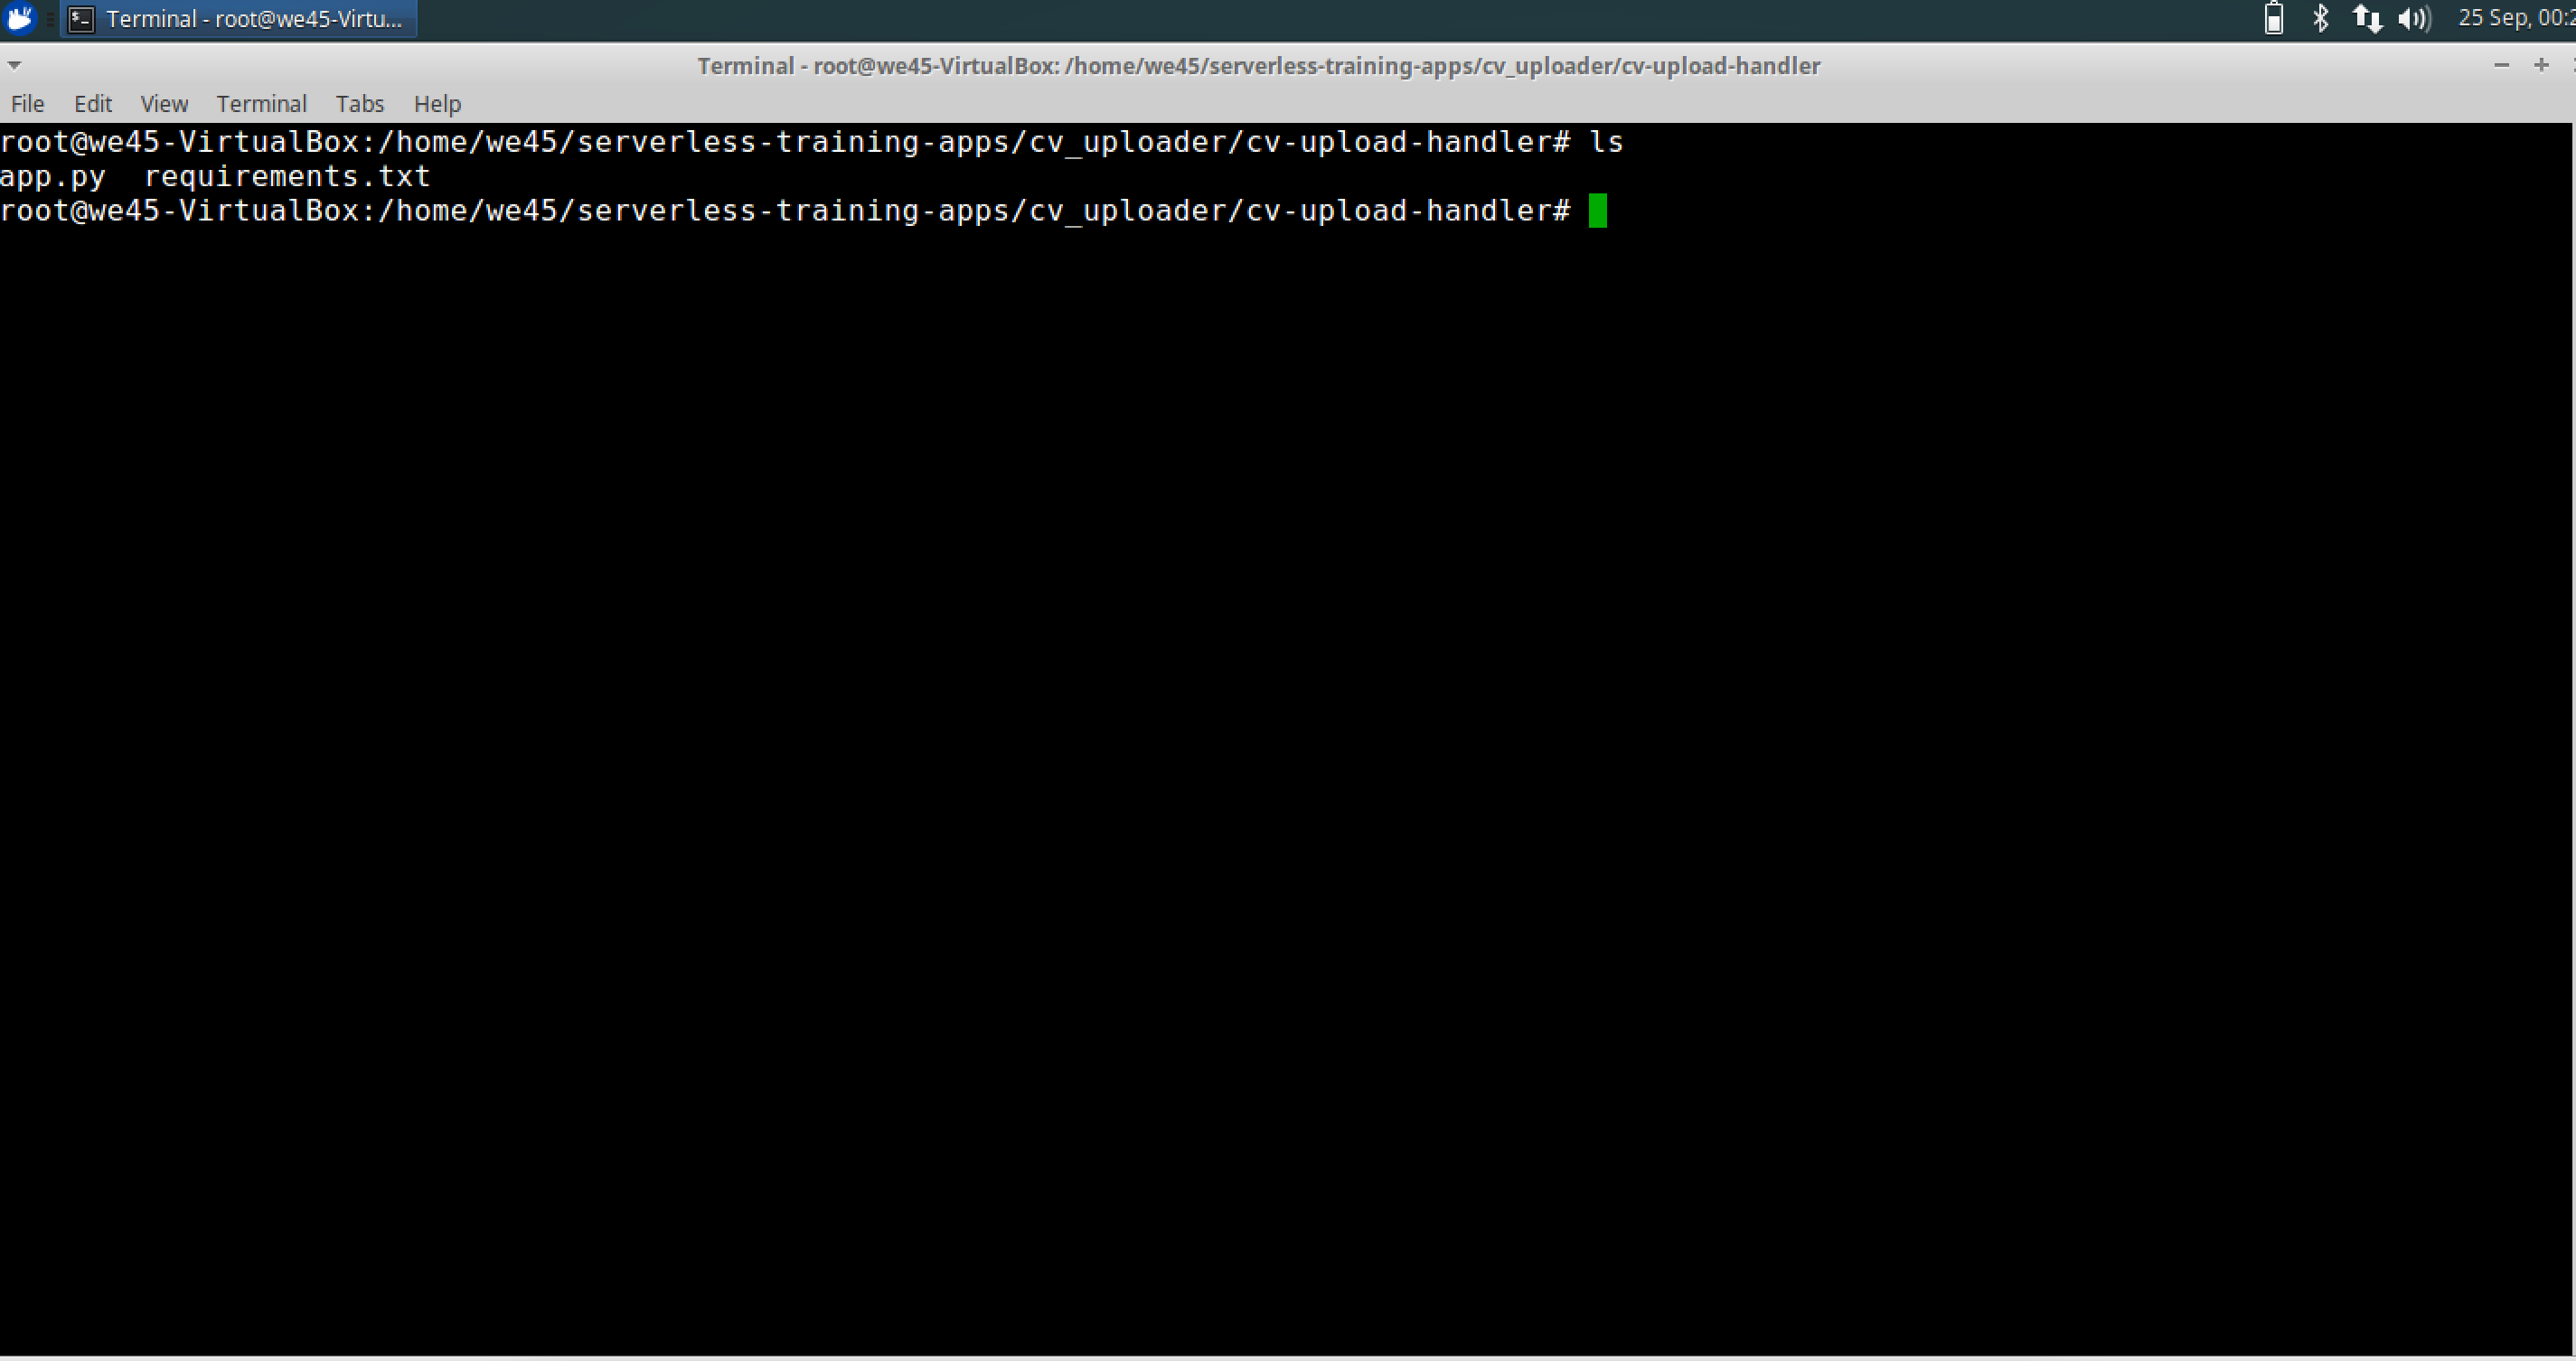 Terminal - root@we45-Virtu...
25 Sep, 00:2
Terminal - root@we45-VirtualBox: /home/we45/serverless-training-apps/cv_uploader/cv-upload-handler
File Edit View Terminal Tabs Help
root@we45-VirtualBox:/home/we45/serverless-training-apps/cv_uploader/cv-upload-handler# ls
app.py  requirements.txt
root@we45-VirtualBox:/home/we45/serverless-training-apps/cv_uploader/cv-upload-handler#